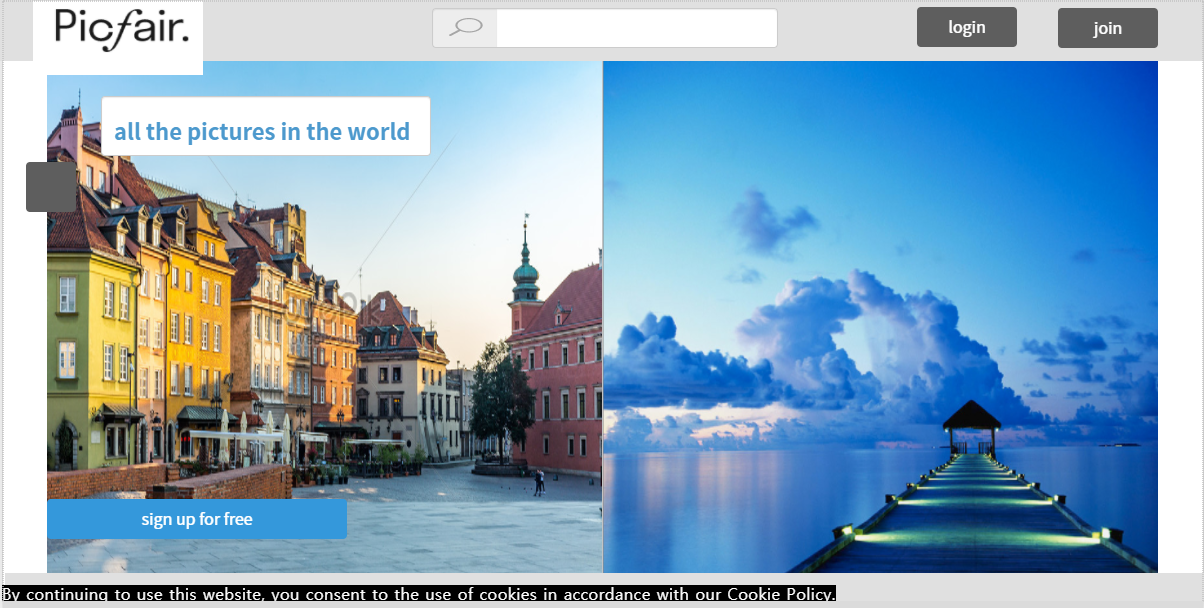 Picfair.
login
join
all the pictures in the world
sign up for free
By continuing to use this website, you consent to the use of cookies in accordance with our Cookie Policy.